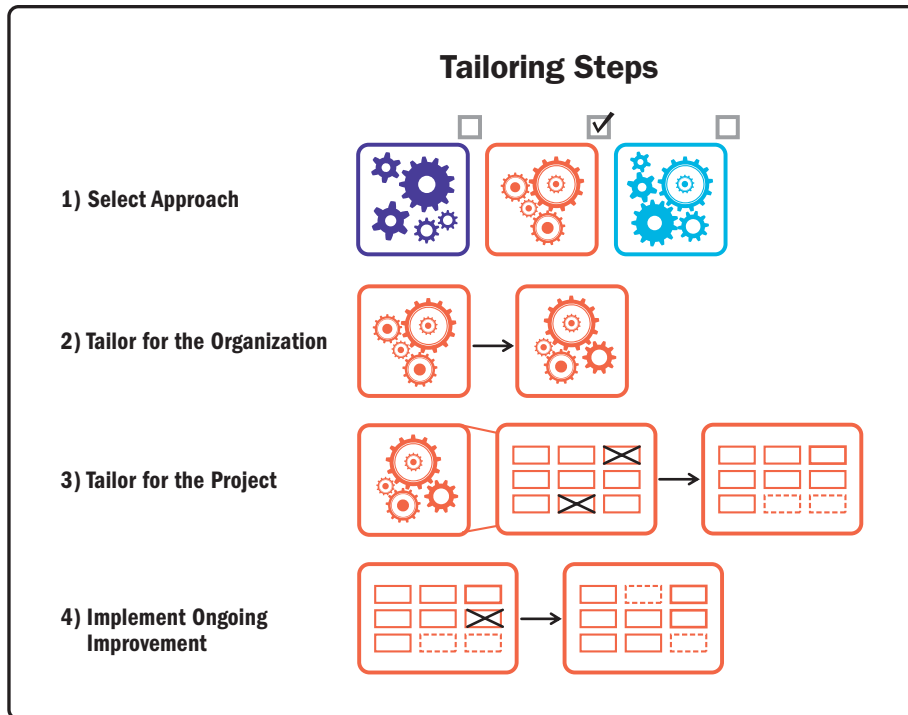 Tailoring Steps
1) Select Approach
2) Tailor for the Organization
3) Tailor for the Project
4) Implement Ongoing
Improvement